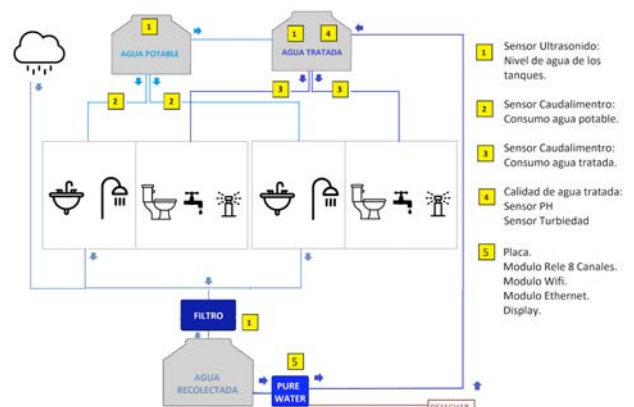 1
1
4
AGUA POTABLE
AGUA TRATADA
2
2
3
3
FILTRO
1
AGUA
RECOLECTADA
5
PURE
WATER
DESECHAR
1
Sensor Ultrasonido:
Nivel de agua de los
tanques.
2
Sensor Caudalimentro:
Consumo agua potable.
3
Sensor Caudalimentro:
Consumo agua tratada.
4
Calidad de agua tratada:
Sensor PH
Sensor Turbiedad
5
Placa.
Modulo Rele 8 Canales.
Modulo Wifi.
Modulo Ethernet.
Display.